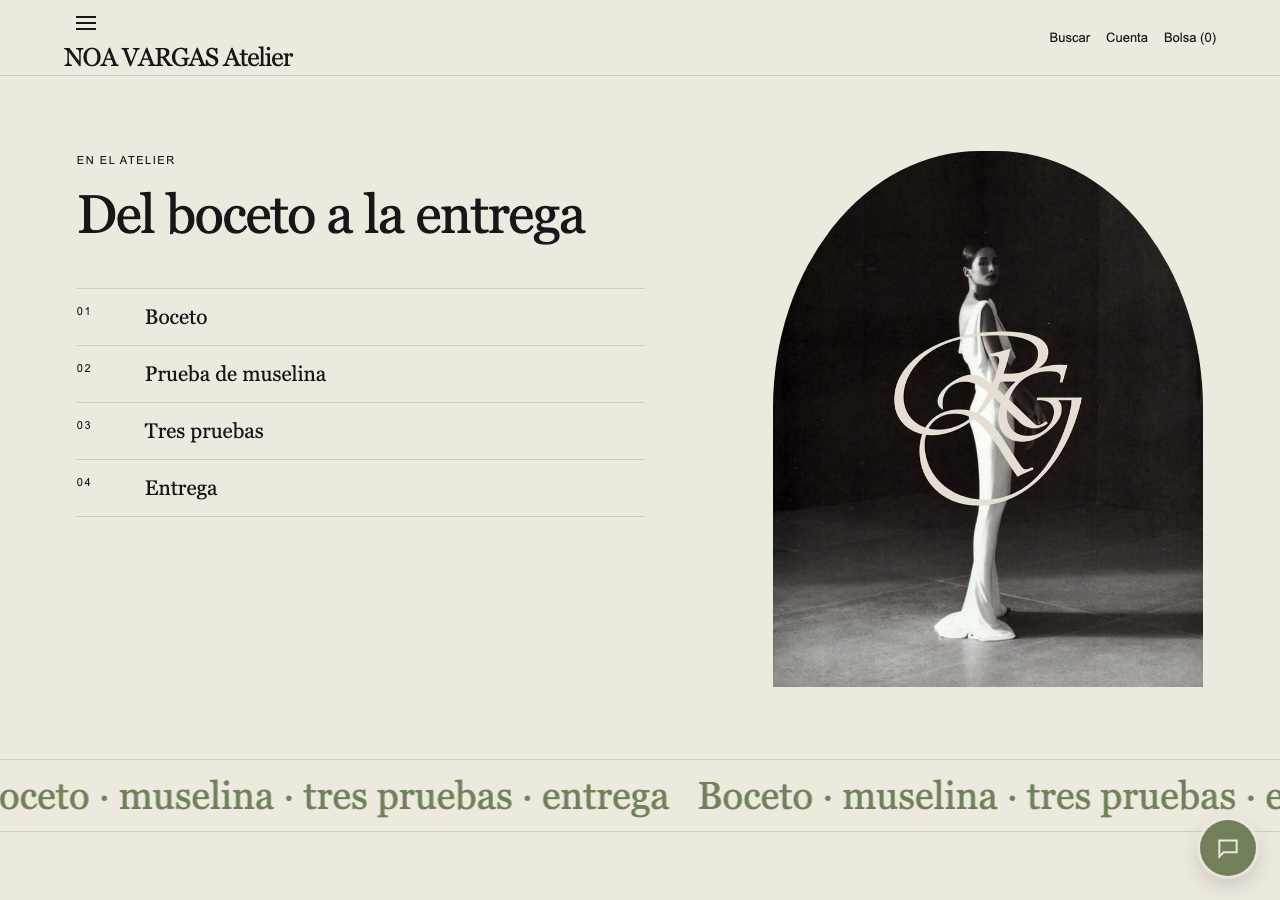 NOA VARGAS Atelier
Buscar Cuenta Bolsa (0)
EN EL ATELIER
Del boceto a la entrega
01 Boceto
02 Prueba de muselina
03 Tres pruebas
04 Entrega
oceto · muselina · tres pruebas · entrega Boceto · muselina · tres pruebas · e